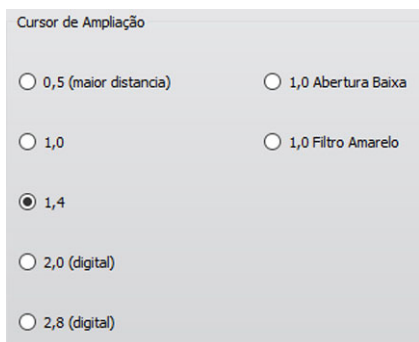 Cursor de Ampliação
0,5 (maior distancia)
1,0 Abertura Baixa
1,0
1,0 Filtro Amarelo
1,4
2,0 (digital)
2,8 (digital)